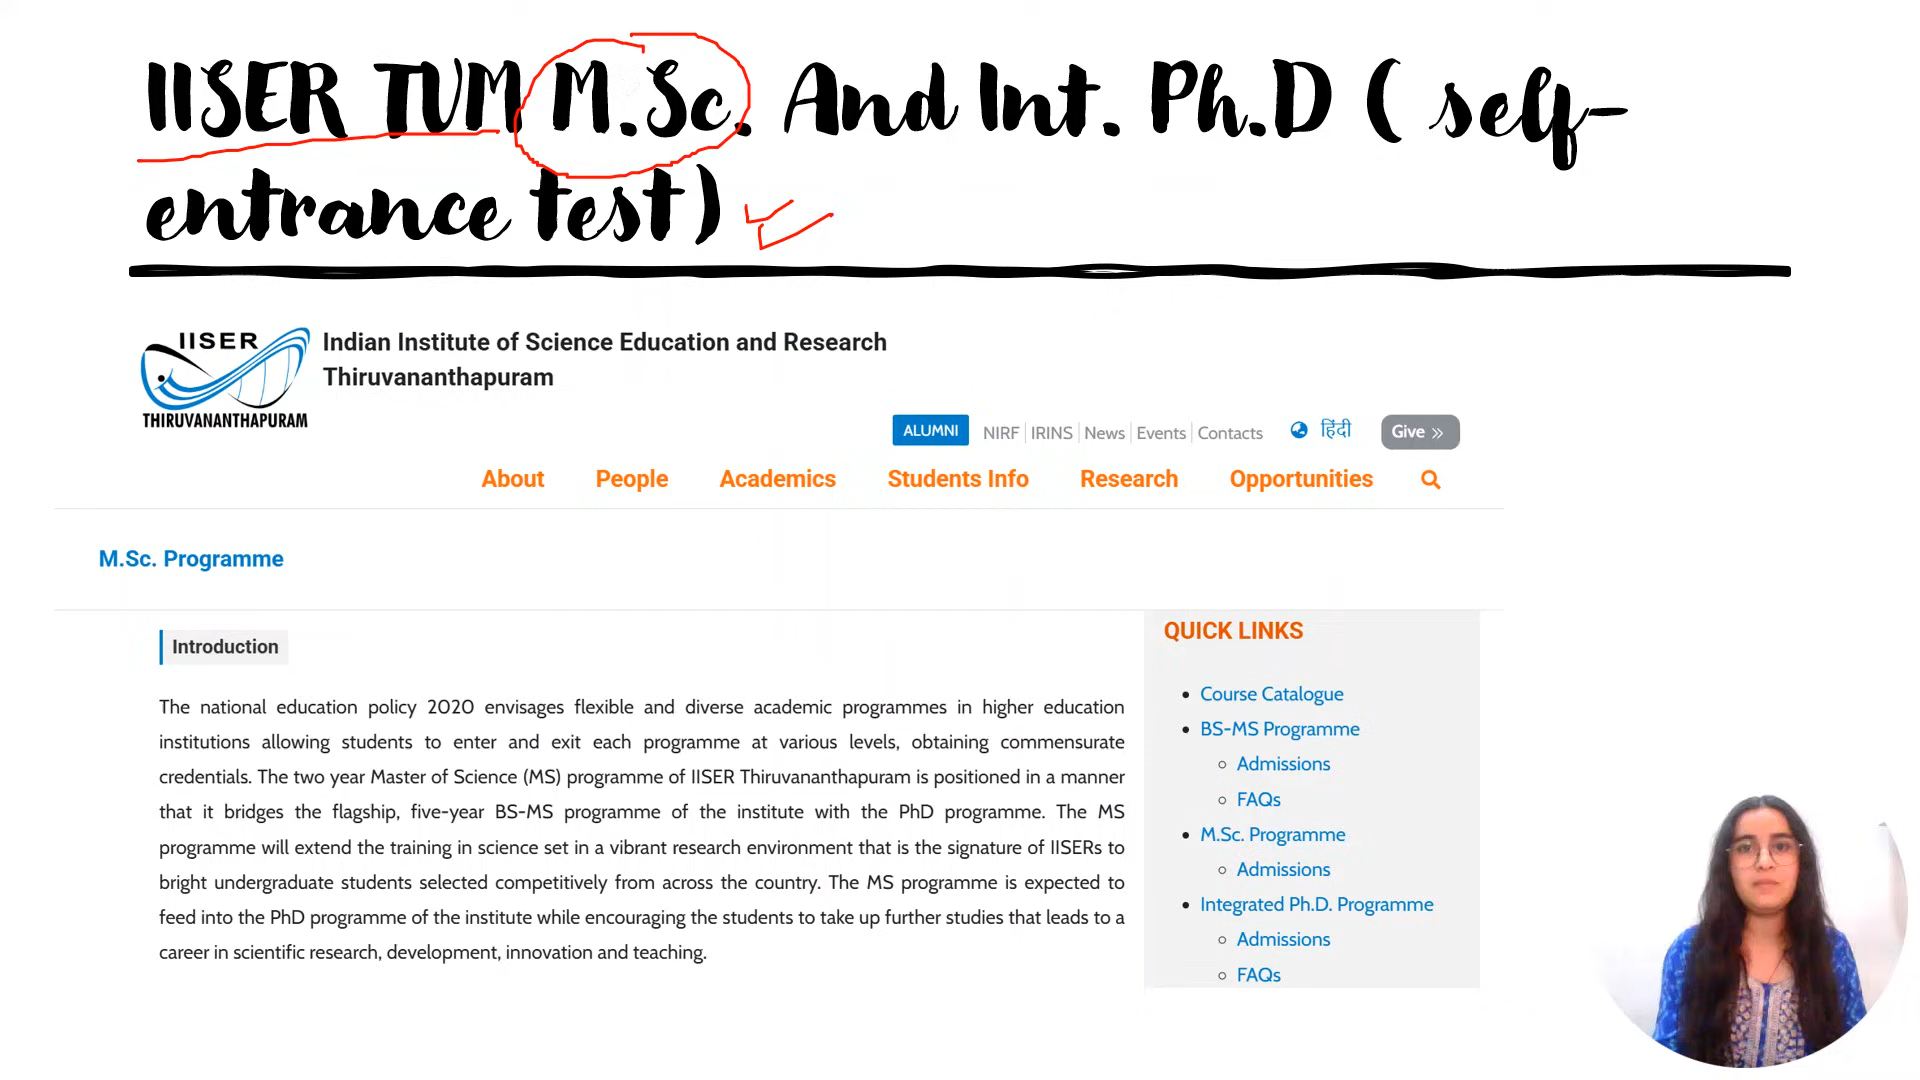 IISER TVM M.Sc. And Int. Ph.D ( self-
entrance test)
IISER
THIRUVANANTHAPURAM
Indian Institute of Science Education and Research
Thiruvananthapuram
ALUMNI NIRF IRINS News Events Contacts हिंदी Give »
About People Academics Students Info Research Opportunities
M.Sc. Programme
Introduction
The national education policy 2020 envisages flexible and diverse academic programmes in higher education
institutions allowing students to enter and exit each programme at various levels, obtaining commensurate
credentials. The two year Master of Science (MS) programme of IISER Thiruvananthapuram is positioned in a manner
that it bridges the flagship, five-year BS-MS programme of the institute with the PhD programme. The MS
programme will extend the training in science set in a vibrant research environment that is the signature of IISERs to
bright undergraduate students selected competitively from across the country. The MS programme is expected to
feed into the PhD programme of the institute while encouraging the students to take up further studies that leads to a
career in scientific research, development, innovation and teaching.
QUICK LINKS
Course Catalogue
BS-MS Programme
Admissions
FAQs
M.Sc. Programme
Admissions
Integrated Ph.D. Programme
Admissions
FAQs